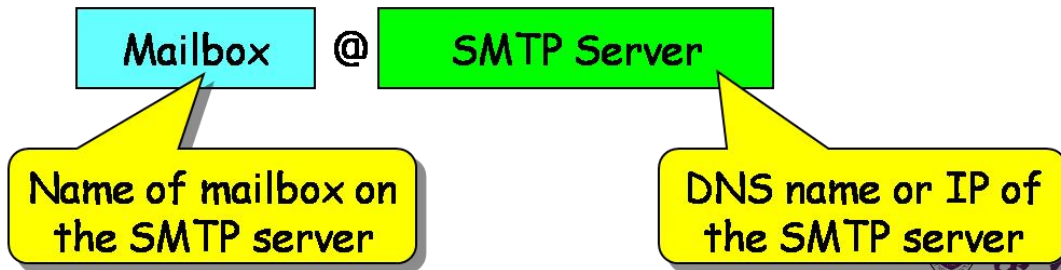 Mailbox @ SMTP Server
Name of mailbox on
the SMTP server
DNS name or IP of
the SMTP server